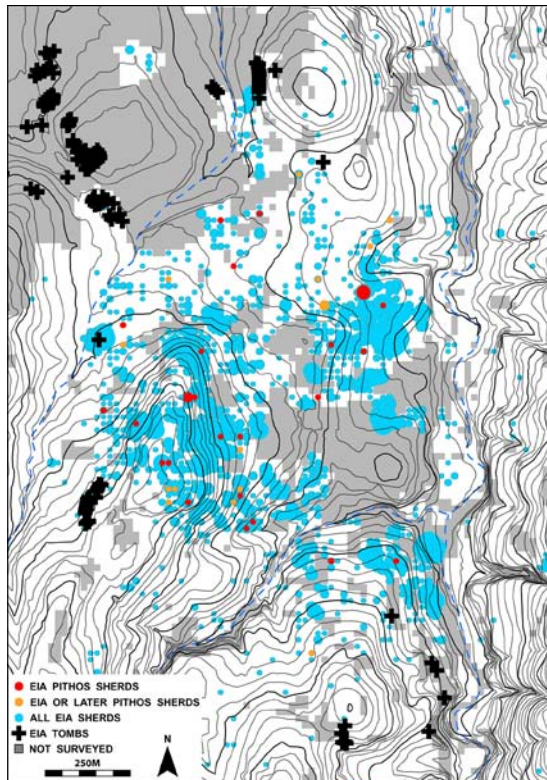 EIA PITHOS SHERDS
EIA OR LATER PITHOS SHERDS
ALL EIA SHERDS
EIA TOMBS
NOT SURVEYED
250M